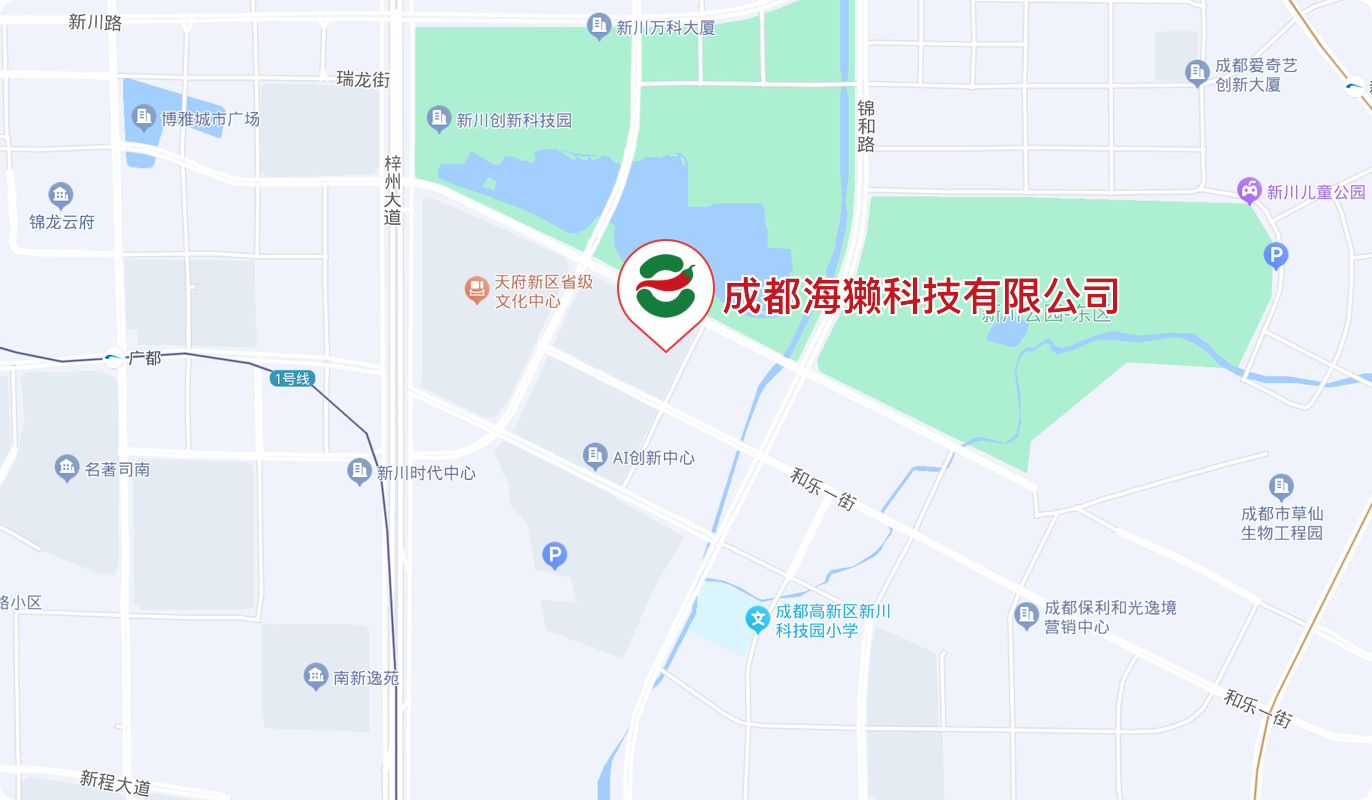 新川路
新川万科大厦
瑞龙街
成都爱奇艺
创新大厦
博雅城市广场
新川创新科技园
锦和路
梓州大道
锦龙云府
新川儿童公园
P
天府新区省级
文化中心
成都海獭科技有限公司
新川公园-东区
广都
1号线
名著司南
新川时代中心
AI创新中心
和乐一街
成都市草仙
生物工程园
P
路小区
文
成都高新区新川
科技园小学
成都保利和光逸境
营销中心
南新逸苑
和乐一街
新程大道